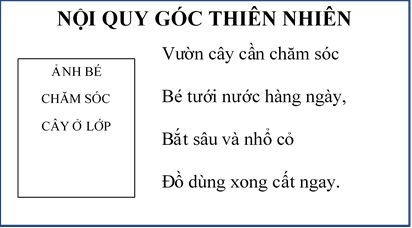 NỘI QUY GÓC THIÊN NHIÊN
ẢNH BÉ
CHĂM SÓC
CÂY Ở LỚP
Vườn cây cần chăm sóc
Bé tưới nước hàng ngày,
Bắt sâu và nhổ cỏ
Đồ dùng xong cất ngay.